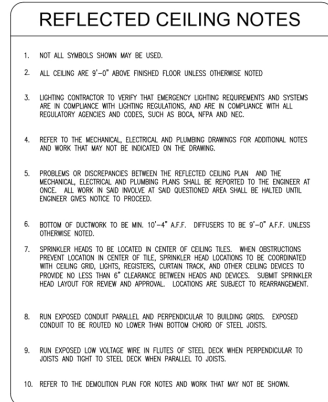 REFLECTED CEILING NOTES
1. NOT ALL SYMBOLS SHOWN MAY BE USED.
2. ALL CEILING ARE 9'-0" ABOVE FINISHED FLOOR UNLESS OTHERWISE NOTED
3. LIGHTING CONTRACTOR TO VERIFY THAT EMERGENCY LIGHTING REQUIREMENTS AND SYSTEMS
ARE IN COMPLIANCE WITH LIGHTING REGULATIONS, AND ARE IN COMPLIANCE WITH ALL
REGULATORY AGENCIES AND CODES, SUCH AS BOCA, NFPA AND NEC.
4. REFER TO THE MECHANICAL, ELECTRICAL AND PLUMBING DRAWINGS FOR ADDITIONAL NOTES
AND WORK THAT MAY NOT BE INDICATED ON THE DRAWING.
5. PROBLEMS OR DISCREPANCIES BETWEEN THE REFLECTED CEILING PLAN AND THE
MECHANICAL, ELECTRICAL AND PLUMBING PLANS SHALL BE REPORTED TO THE ENGINEER AT
ONCE. ALL WORK IN SAID INVOLVE AT SAID QUESTIONED AREA SHALL BE HALTED UNTIL
ENGINEER GIVES NOTICE TO PROCEED.
6. BOTTOM OF DUCTWORK TO BE MIN. 10'-4" A.F.F. DIFFUSERS TO BE 9'-0" A.F.F. UNLESS
OTHERWISE NOTED.
7. SPRINKLER HEADS TO BE LOCATED IN CENTER OF CEILING TILES. WHEN OBSTRUCTIONS
PREVENT LOCATION IN CENTER OF TILE, SPRINKLER HEAD LOCATIONS TO BE COORDINATED
WITH CEILING GRID, LIGHTS, REGISTERS, CURTAIN TRACK, AND OTHER CEILING DEVICES TO
PROVIDE NO LESS THAN 6" CLEARANCE BETWEEN HEADS AND DEVICES. SUBMIT SPRINKLER
HEAD LAYOUT FOR REVIEW AND APPROVAL. LOCATIONS ARE SUBJECT TO REARRANGEMENT.
8. RUN EXPOSED CONDUIT PARALLEL AND PERPENDICULAR TO BUILDING GRIDS. EXPOSED
CONDUIT TO BE ROUTED NO LOWER THAN BOTTOM CHORD OF STEEL JOISTS.
9. RUN EXPOSED LOW VOLTAGE WIRE IN FLUTES OF STEEL DECK WHEN PERPENDICULAR TO
JOISTS AND TIGHT TO STEEL DECK WHEN PARALLEL TO JOISTS.
10. REFER TO THE DEMOLITION PLAN FOR NOTES AND WORK THAT MAY NOT BE SHOWN.